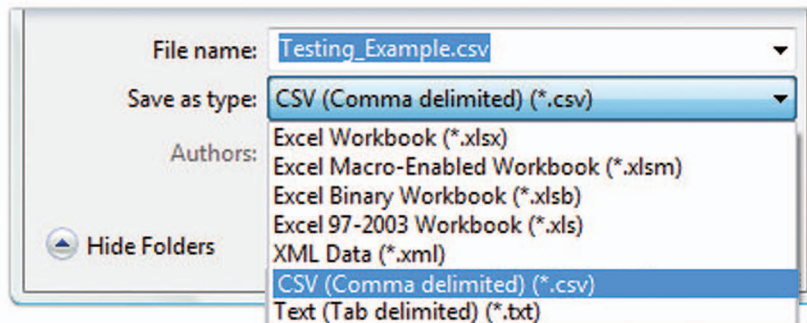 File name: Testing_Example.csv
Save as type: CSV (Comma delimited) (*.csv)
Authors:
Excel Workbook (*.xlsx)
Excel Macro-Enabled Workbook (*.xlsm)
Excel Binary Workbook (*.xlsb)
Excel 97-2003 Workbook (*.xls)
XML Data (*.xml)
CSV (Comma delimited) (*.csv)
Text (Tab delimited) (*.txt)
Hide Folders